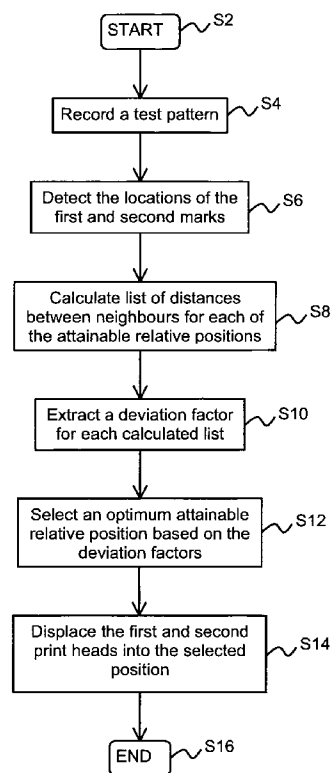 START
S2
Record a test pattern
S4
Detect the locations of the
first and second marks
S6
Calculate list of distances
between neighbours for each of
the attainable relative positions
S8
Extract a deviation factor
for each calculated list
S10
Select an optimum attainable
relative position based on the
deviation factors
S12
Displace the first and second
print heads into the selected
position
S14
END
S16